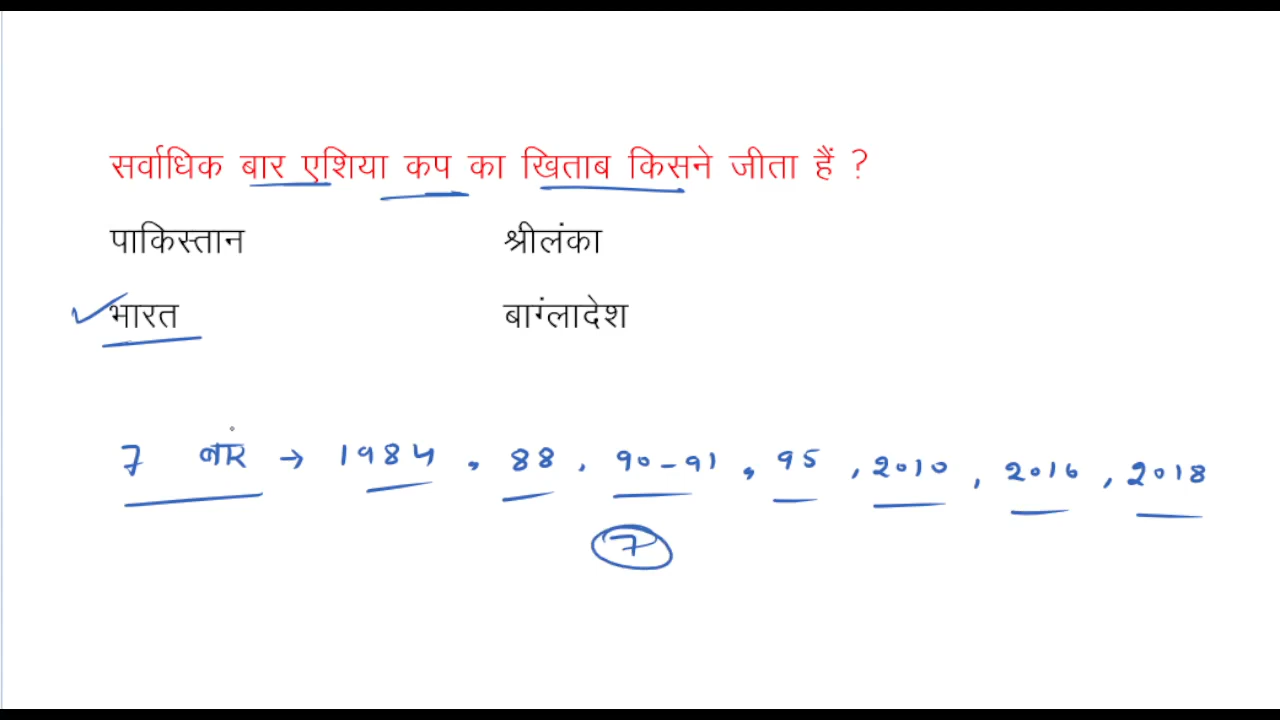 सर्वाधिक बार एशिया कप का खिताब किसने जीता हैं ?
पाकिस्तान श्रीलंका
भारत बागंलादेश
7 बार → 1984, 88, 90-91, 95, 2010, 2016, 2018
7